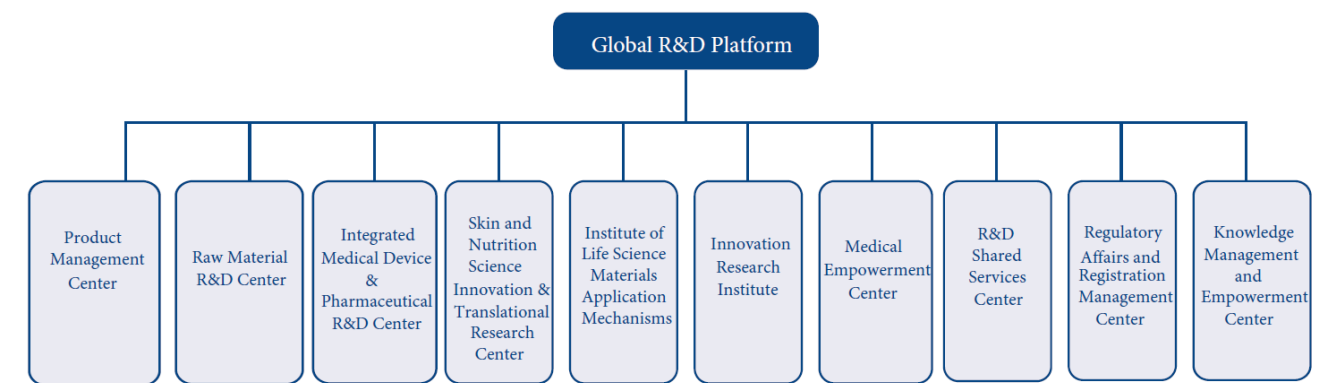 Global R&D Platform
Product
Management
Center
Raw Material
R&D Center
Integrated
Medical Device
&
Pharmaceutical
R&D Center
Skin and
Nutrition
Science
Innovation &
Translational
Research
Center
Institute of
Life Science
Materials
Application
Mechanisms
Innovation
Research
Institute
Medical
Empowerment
Center
R&D
Shared
Services
Center
Regulatory
Affairs and
Registration
Management
Center
Knowledge
Management
and
Empowerment
Center